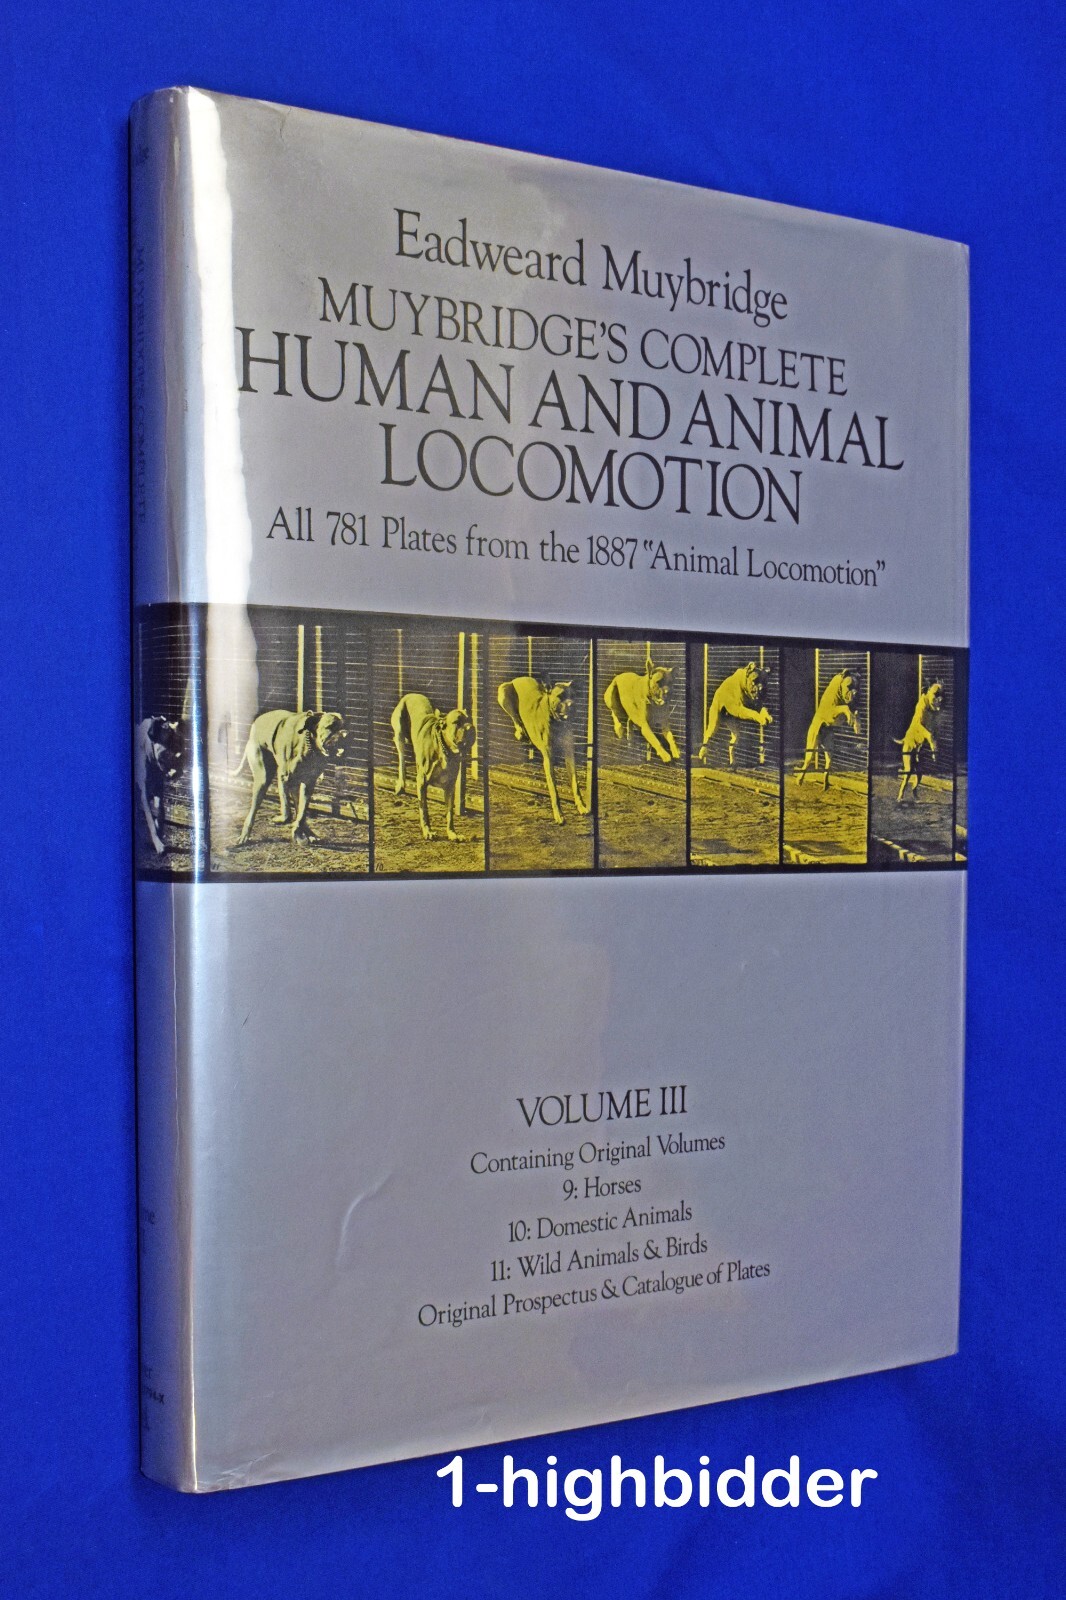 Eadweard Muybridge
MUYBRIDGE'S COMPLETE
HUMAN AND ANIMAL
LOCOMOTION
All 781 Plates from the 1887 "Animal Locomotion"
VOLUME III
Containing Original Volumes
9: Horses
10: Domestic Animals
11: Wild Animals & Birds
Original Prospectus & Catalogue of Plates
1-highbidder